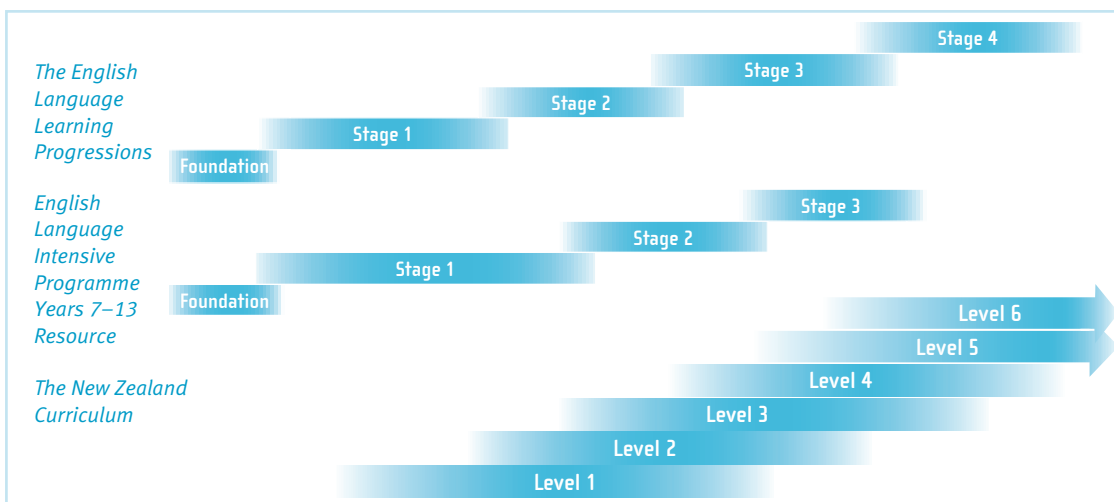 Stage 4
Stage 3
Stage 2
Stage 1
Foundation
The English
Language
Learning
Progressions
Stage 3
Stage 2
Stage 1
Foundation
English
Language
Intensive
Programme
Years 7–13
Resource
Level 6
Level 5
Level 4
Level 3
Level 2
Level 1
The New Zealand
Curriculum